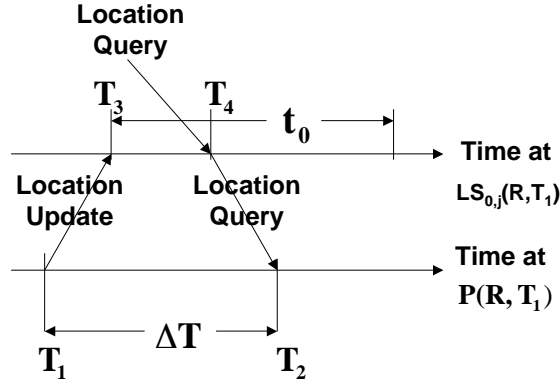 Location
Query
T3 T4
t0
Time at
LS0,j(R,T1)
Location
Update
Location
Query
Time at
P(R, T1)
ΔT
T1 T2